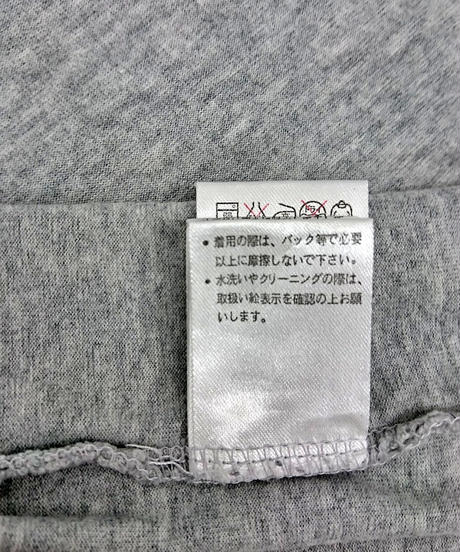 • 着用の際は、バック等で必要
以上に摩擦しないで下さい。
• 水洗いやクリーニングの際は、
取扱い絵表示を確認の上お願
いします。